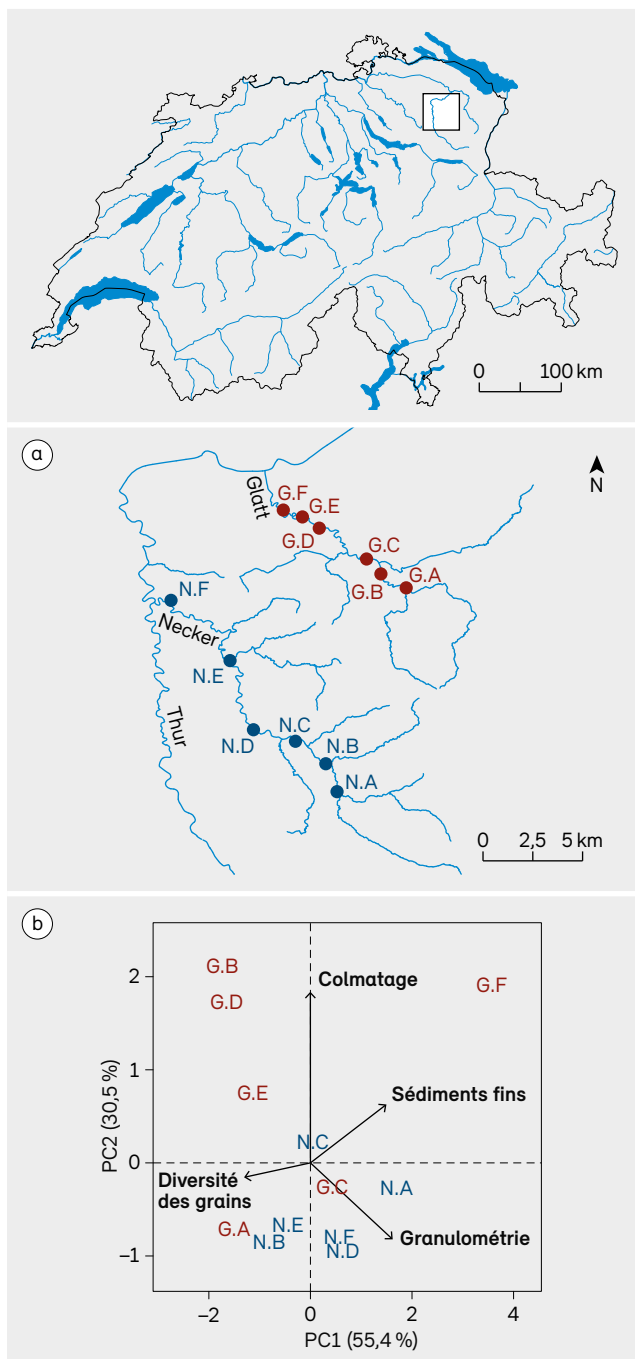 0 100 km
a
N
Glatt
G.F
G.E
G.D
G.C
G.B
G.A
N.F
Necker
N.E
Thur
N.D
N.C
N.B
N.A
0 2,5 5 km
b
PC2 (30,5 %)
2
1
0
−1
G.B
G.D
G.E
G.F
Colmatage
Sédiments fins
N.C
Diversité
des grains
G.C
N.A
G.A
N.B
N.E
N.F
N.D
Granulométrie
−2 0 2 4
PC1 (55,4 %)